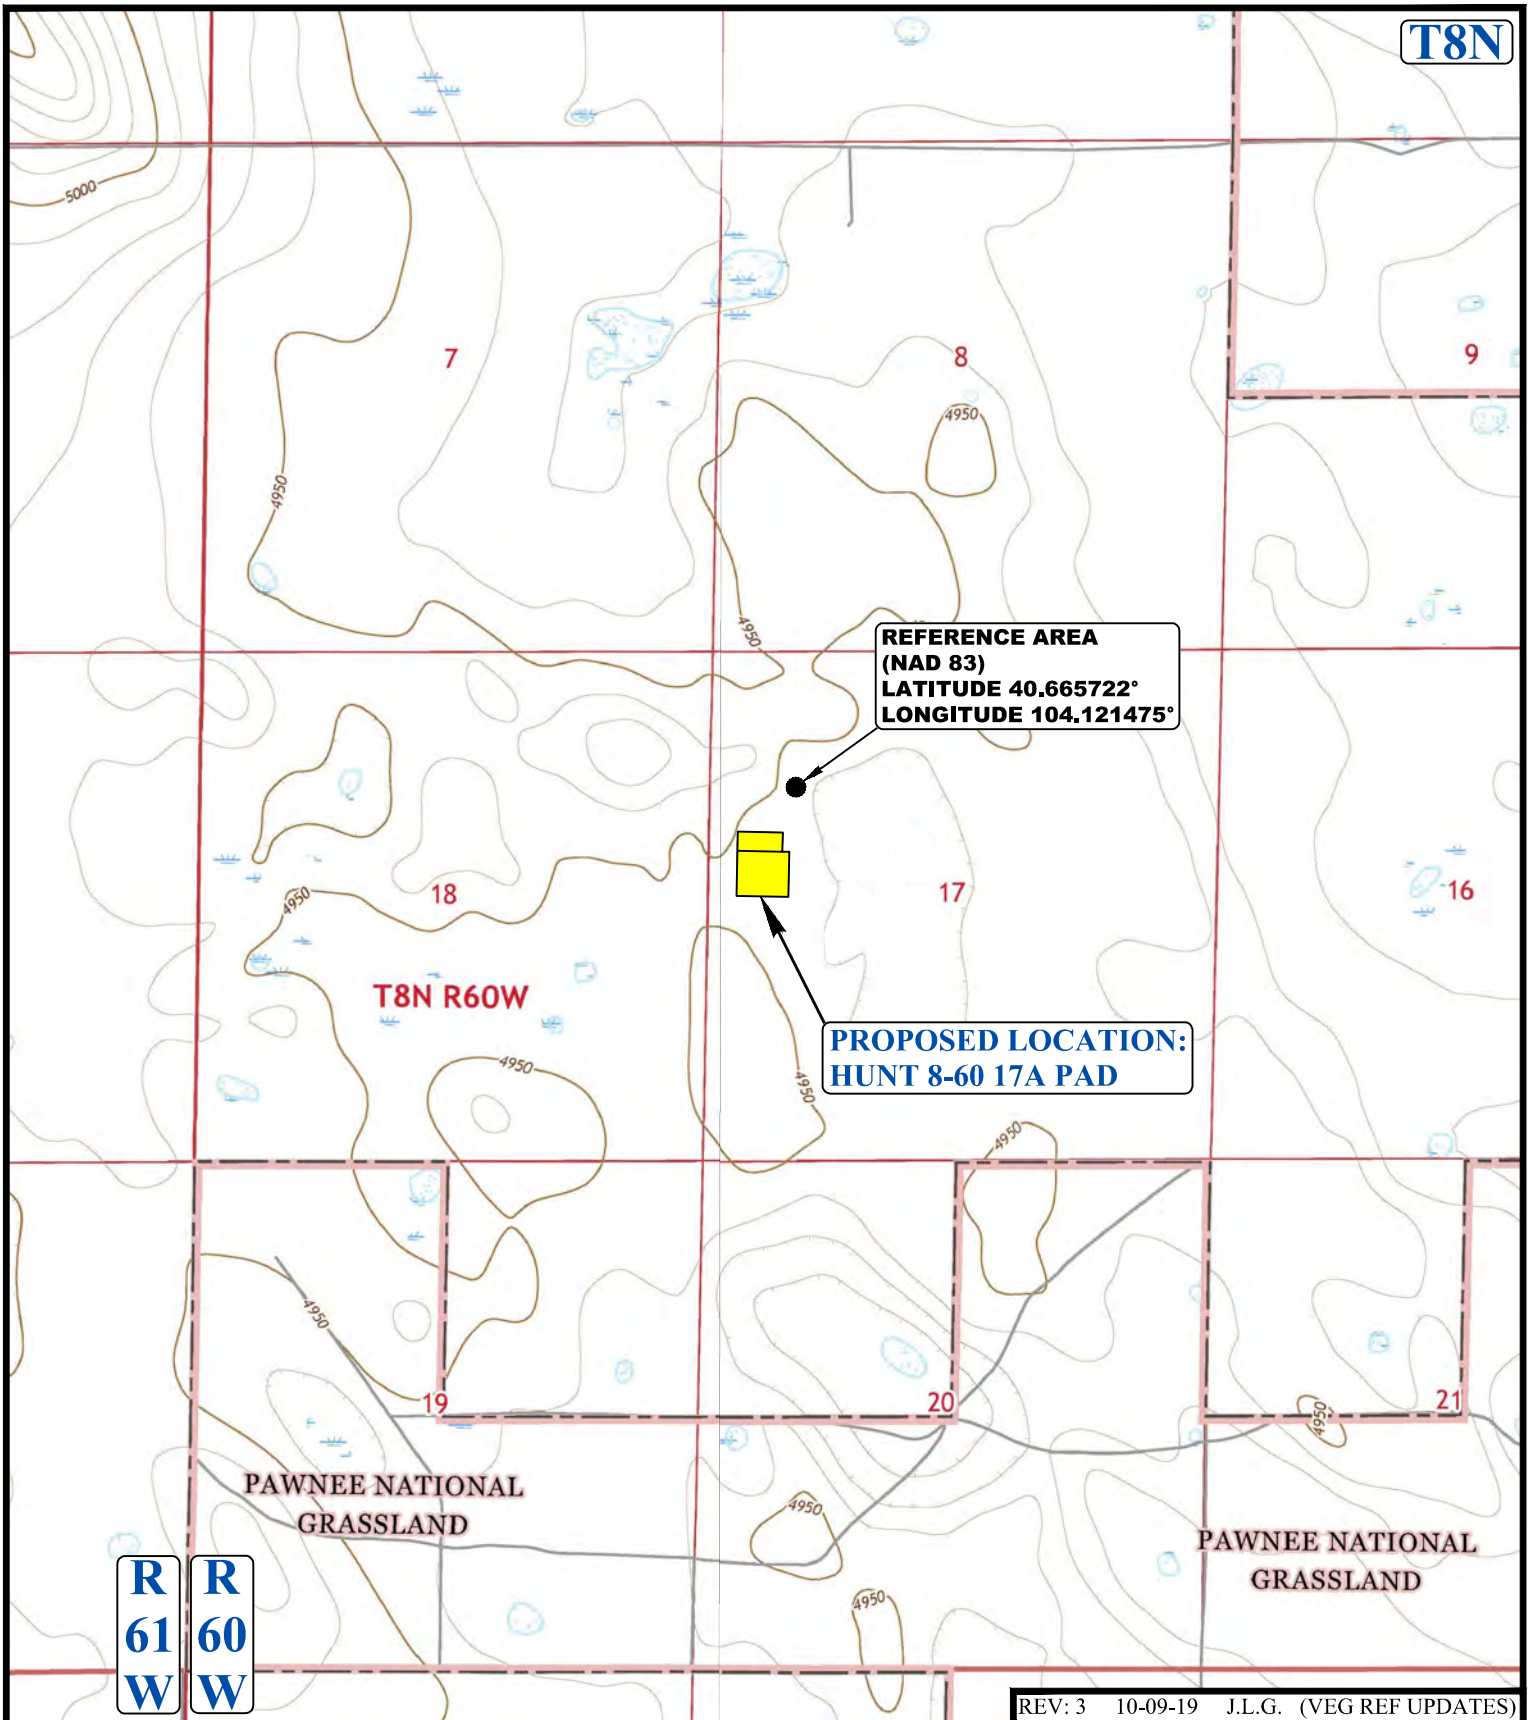 T8N
5000
7
8
9
4950
4950
4950
REFERENCE AREA
(NAD 83)
LATITUDE 40.665722°
LONGITUDE 104.121475°
18
17
16
4950
T8N R60W
PROPOSED LOCATION:
HUNT 8-60 17A PAD
4950
4950
4950
4950
19
20
21
4950
PAWNEE NATIONAL
GRASSLAND
4950
PAWNEE NATIONAL
GRASSLAND
4950
R
61
W
R
60
W
REV: 3 10-09-19 J.L.G. (VEG REF UPDATES)